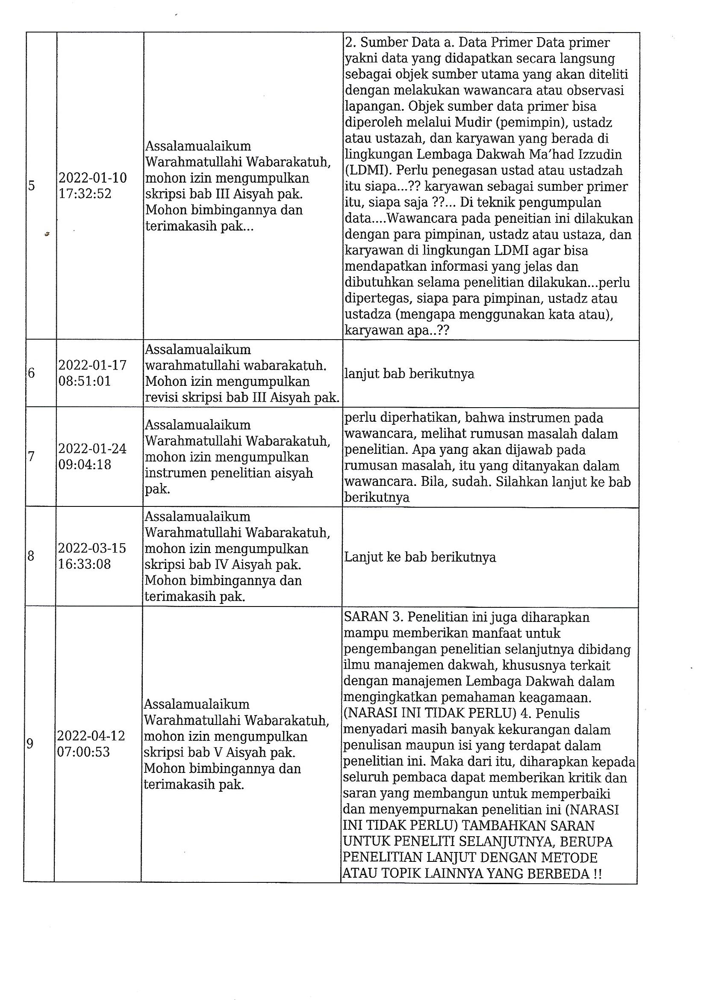 5
2022-01-10
17:32:52
Assalamualaikum
Warahmatullahi Wabarakatuh,
mohon izin mengumpulkan
skripsi bab III Aisyah pak.
Mohon bimbingannya dan
terimakasih pak...
2. Sumber Data a. Data Primer Data primer
yakni data yang didapatkan secara langsung
sebagai objek sumber utama yang akan diteliti
dengan melakukan wawancara atau observasi
lapangan. Objek sumber data primer bisa
diperoleh melalui Mudir (pemimpin), ustadz
atau ustazah, dan karyawan yang berada di
lingkungan Lembaga Dakwah Ma'had Izzudin
(LDMI). Perlu penegasan ustad atau ustadzah
itu siapa...?? karyawan sebagai sumber primer
itu, siapa saja ??... Di teknik pengumpulan
data....Wawancara pada peneitian ini dilakukan
dengan para pimpinan, ustadz atau ustaza, dan
karyawan di lingkungan LDMI agar bisa
mendapatkan informasi yang jelas dan
dibutuhkan selama penelitian dilakukan...perlu
dipertegas, siapa para pimpinan, ustadz atau
ustadza (mengapa menggunakan kata atau),
karyawan apa..??
6
2022-01-17
08:51:01
Assalamualaikum
warahmatullahi wabarakatuh.
Mohon izin mengumpulkan
revisi skripsi bab III Aisyah pak.
lanjut bab berikutnya
7
2022-01-24
09:04:18
Assalamualaikum
Warahmatullahi Wabarakatuh,
mohon izin mengumpulkan
instrumen penelitian aisyah
pak.
perlu diperhatikan, bahwa instrumen pada
wawancara, melihat rumusan masalah dalam
penelitian. Apa yang akan dijawab pada
rumusan masalah, itu yang ditanyakan dalam
wawancara. Bila, sudah. Silahkan lanjut ke bab
berikutnya
8
2022-03-15
16:33:08
Assalamualaikum
Warahmatullahi Wabarakatuh,
mohon izin mengumpulkan
skripsi bab IV Aisyah pak.
Mohon bimbingannya dan
terimakasih pak.
Lanjut ke bab berikutnya
9
2022-04-12
07:00:53
Assalamualaikum
Warahmatullahi Wabarakatuh,
mohon izin mengumpulkan
skripsi bab V Aisyah pak.
Mohon bimbingannya dan
terimakasih pak.
SARAN 3. Penelitian ini juga diharapkan
mampu memberikan manfaat untuk
pengembangan penelitian selanjutnya dibidang
ilmu manajemen dakwah, khususnya terkait
dengan manajemen Lembaga Dakwah dalam
mengingkatkan pemahaman keagamaan.
(NARASI INI TIDAK PERLU) 4. Penulis
menyadari masih banyak kekurangan dalam
penulisan maupun isi yang terdapat dalam
penelitian ini. Maka dari itu, diharapkan kepada
seluruh pembaca dapat memberikan kritik dan
saran yang membangun untuk memperbaiki
dan menyempurnakan penelitian ini (NARASI
INI TIDAK PERLU) TAMBAHKAN SARAN
UNTUK PENELITI SELANJUTNYA, BERUPA
PENELITIAN LANJUT DENGAN METODE
ATAU TOPIK LAINNYA YANG BERBEDA !!